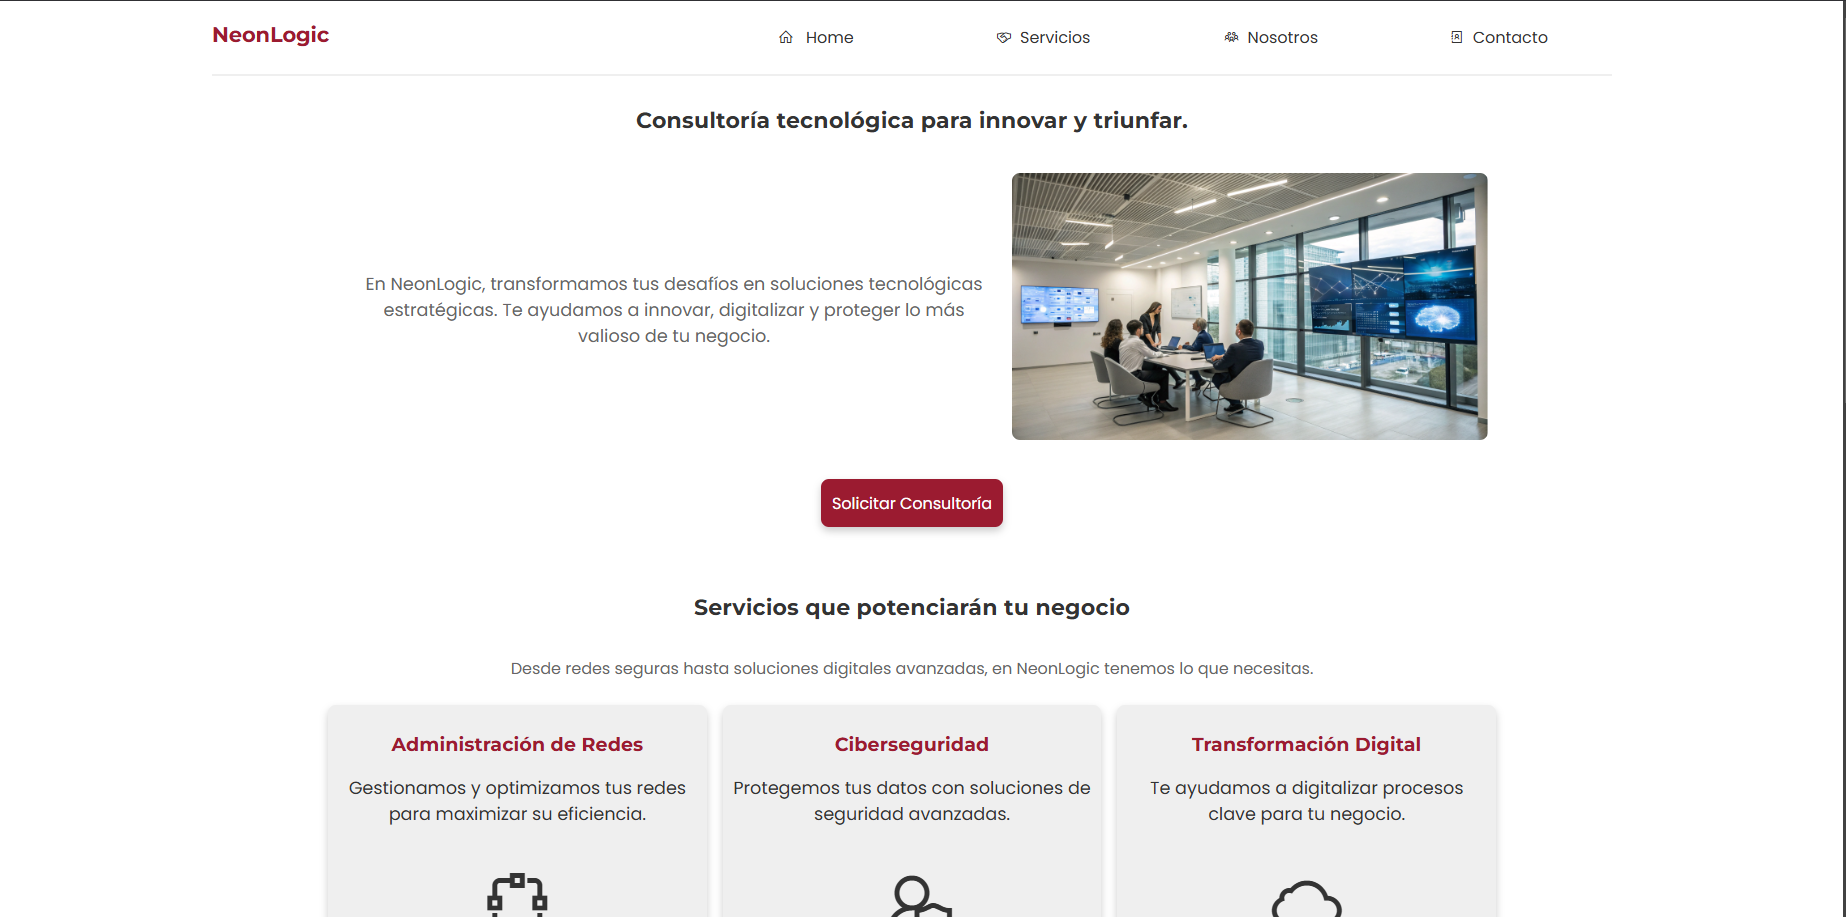 NeonLogic
Home
Servicios
Nosotros
Contacto
Consultoría tecnológica para innovar y triunfar.
En NeonLogic, transformamos tus desafíos en soluciones tecnológicas
estratégicas. Te ayudamos a innovar, digitalizar y proteger lo más
valioso de tu negocio.
Solicitar Consultoría
Servicios que potenciarán tu negocio
Desde redes seguras hasta soluciones digitales avanzadas, en NeonLogic tenemos lo que necesitas.
Administración de Redes
Gestionamos y optimizamos tus redes
para maximizar su eficiencia.
Ciberseguridad
Protegemos tus datos con soluciones de
seguridad avanzadas.
Transformación Digital
Te ayudamos a digitalizar procesos
clave para tu negocio.